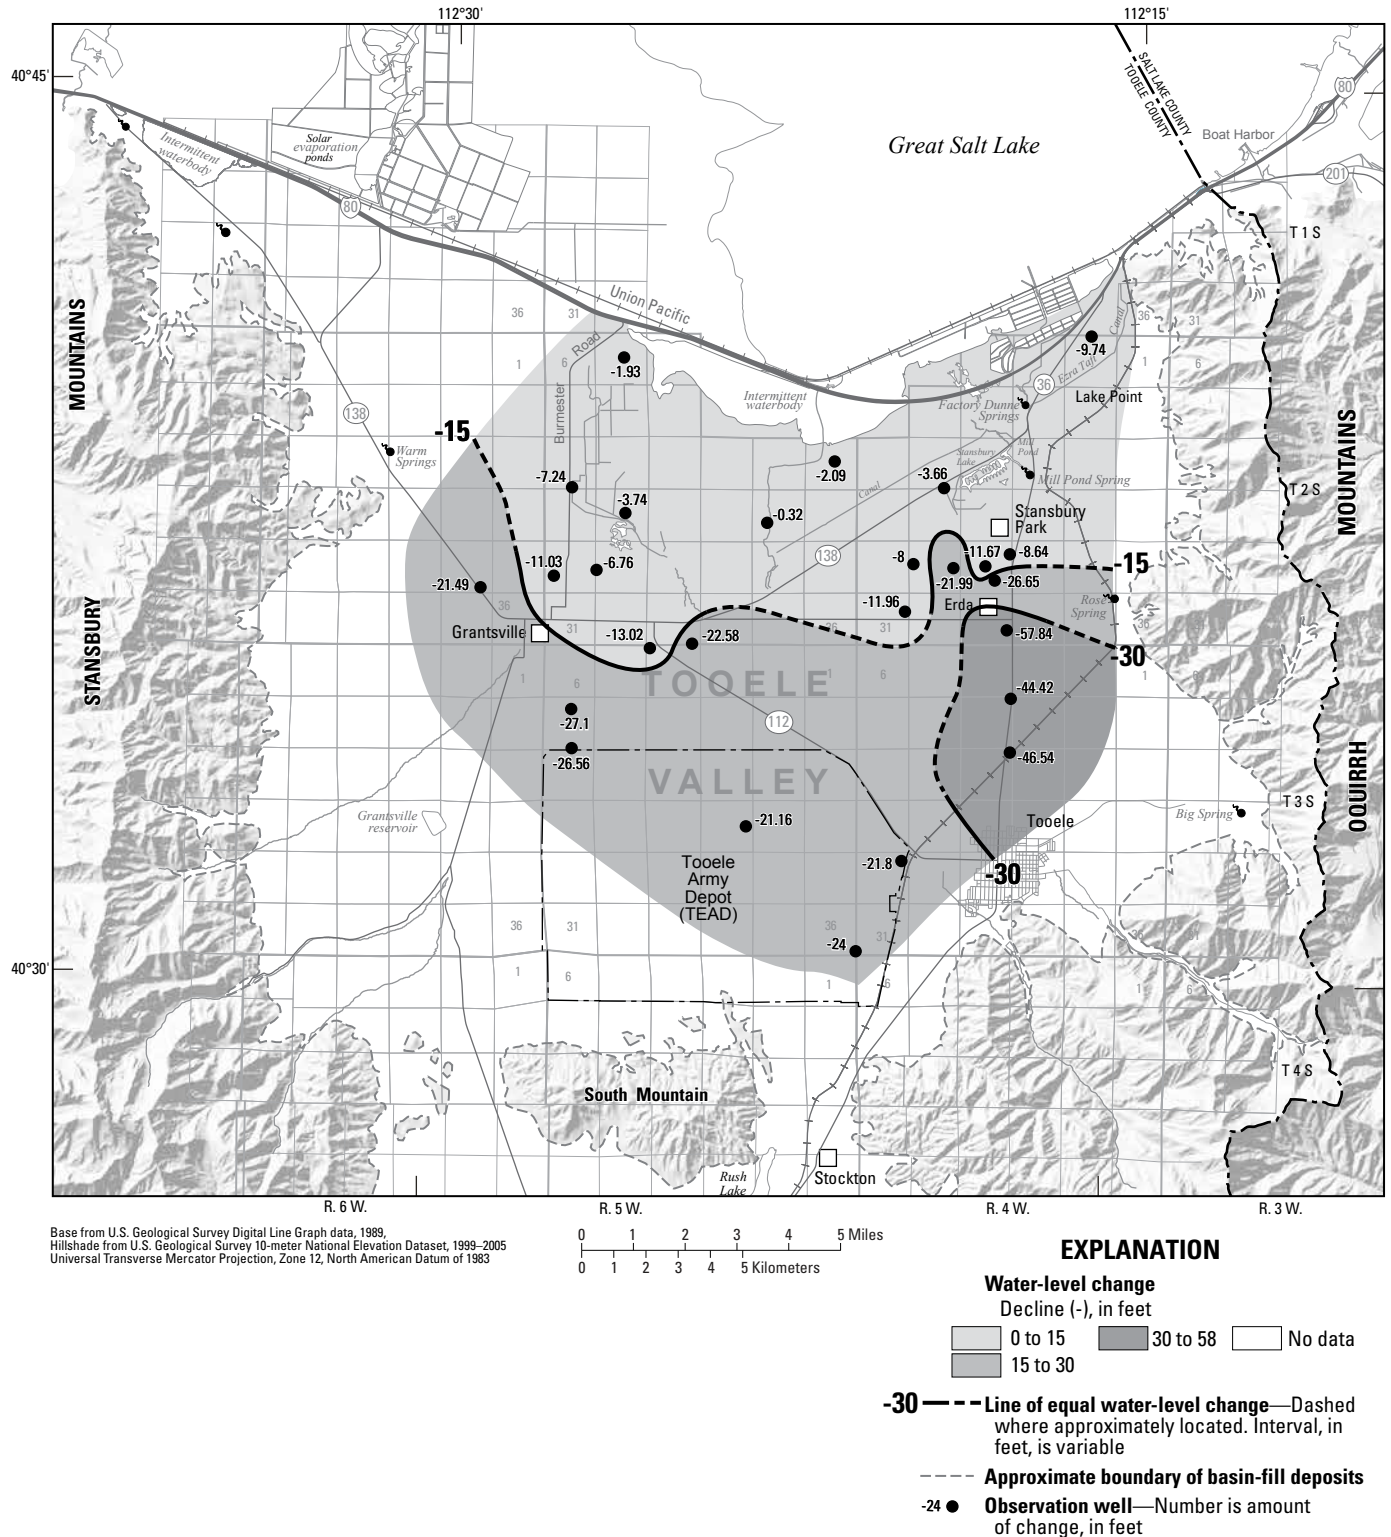 112°30'
112°15'
40°45'
SALT LAKE COUNTY
TOOELE COUNTY
80
Boat Harbor
Great Salt Lake
201
Intermittent
waterbody
Solar
evaporation
ponds
80
T 1 S
Union Pacific
36
31
36
31
Canal
-9.74
MOUNTAINS
1
6
Road
-1.93
1
6
Ezra Taft
36
Lake Point
Intermittent
waterbody
Factory Dunne
Springs
138
Burmester
-15
Warm
Springs
Mill
Pond
Stansbury
Lake
-2.09
-3.66
Mill Pond Spring
MOUNTAINS
-7.24
Canal
T 2 S
-3.74
-0.32
Stansbury
Park
138
-8
-11.67
-8.64
-15
-11.03
-6.76
-21.49
-21.99
-26.65
STANSBURY
36
-11.96
Erda
Rose
Spring
Grantsville
31
-13.02
-22.58
36
31
-57.84
36
-30
TOOELE
1
6
1
6
1
-44.42
-27.1
112
-26.56
-46.54
VALLEY
OQUIRRH
Grantsville
reservoir
-21.16
Tooele
Big Spring
T 3 S
Tooele
Army
Depot
(TEAD)
-21.8
-30
36
31
36
31
36
31
-24
40°30'
1
6
1
6
1
6
South Mountain
T 4 S
Rush
Lake
Stockton
R. 6 W.
R. 5 W.
R. 4 W.
R. 3 W.
Base from U.S. Geological Survey Digital Line Graph data, 1989,
Hillshade from U.S. Geological Survey 10-meter National Elevation Dataset, 1999–2005
Universal Transverse Mercator Projection, Zone 12, North American Datum of 1983
0 1 2 3 4 5 Miles
0 1 2 3 4 5 Kilometers
EXPLANATION
Water-level change
Decline (-), in feet
0 to 15
30 to 58
No data
15 to 30
-30 Line of equal water-level change—Dashed
where approximately located. Interval, in
feet, is variable
Approximate boundary of basin-fill deposits
-24 Observation well—Number is amount
of change, in feet